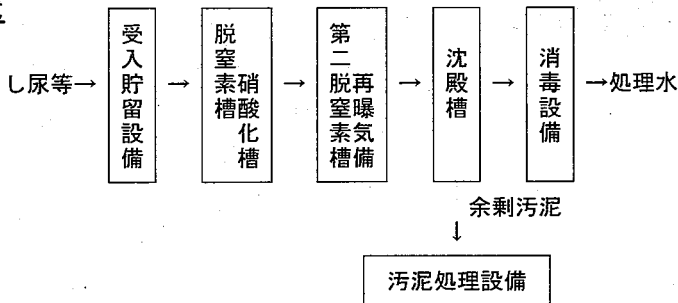 し尿等→
受入貯留設備
→
脱窒素槽
硝酸化槽
→
第二脱窒素槽
再曝気備
→
沈殿槽
→
消毒設備
→処理水
余剰汚泥
↓
汚泥処理設備